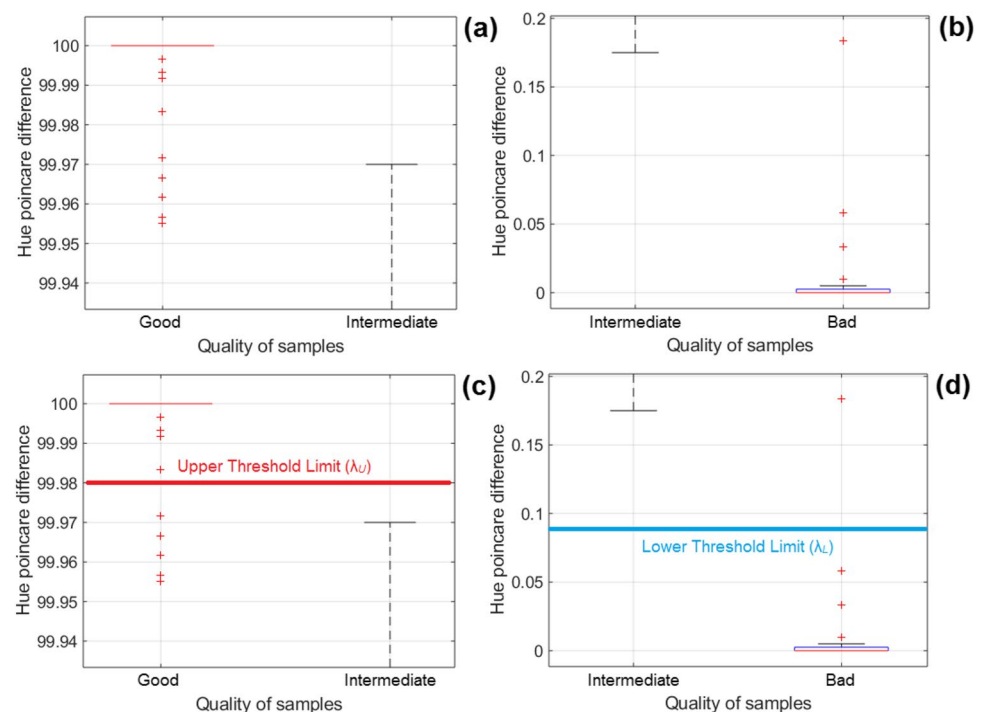 (a)
Hue poincare difference
100
99.99
99.98
99.97
99.96
99.95
99.94
Good Intermediate
Quality of samples
(b)
Hue poincare difference
0.2
0.15
0.1
0.05
0
Intermediate Bad
Quality of samples
(c)
Hue poincare difference
100
99.99
99.98
99.97
99.96
99.95
99.94
Upper Threshold Limit (λU)
Good Intermediate
Quality of samples
(d)
Hue poincare difference
0.2
0.15
0.1
0.05
0
Lower Threshold Limit (λL)
Intermediate Bad
Quality of samples